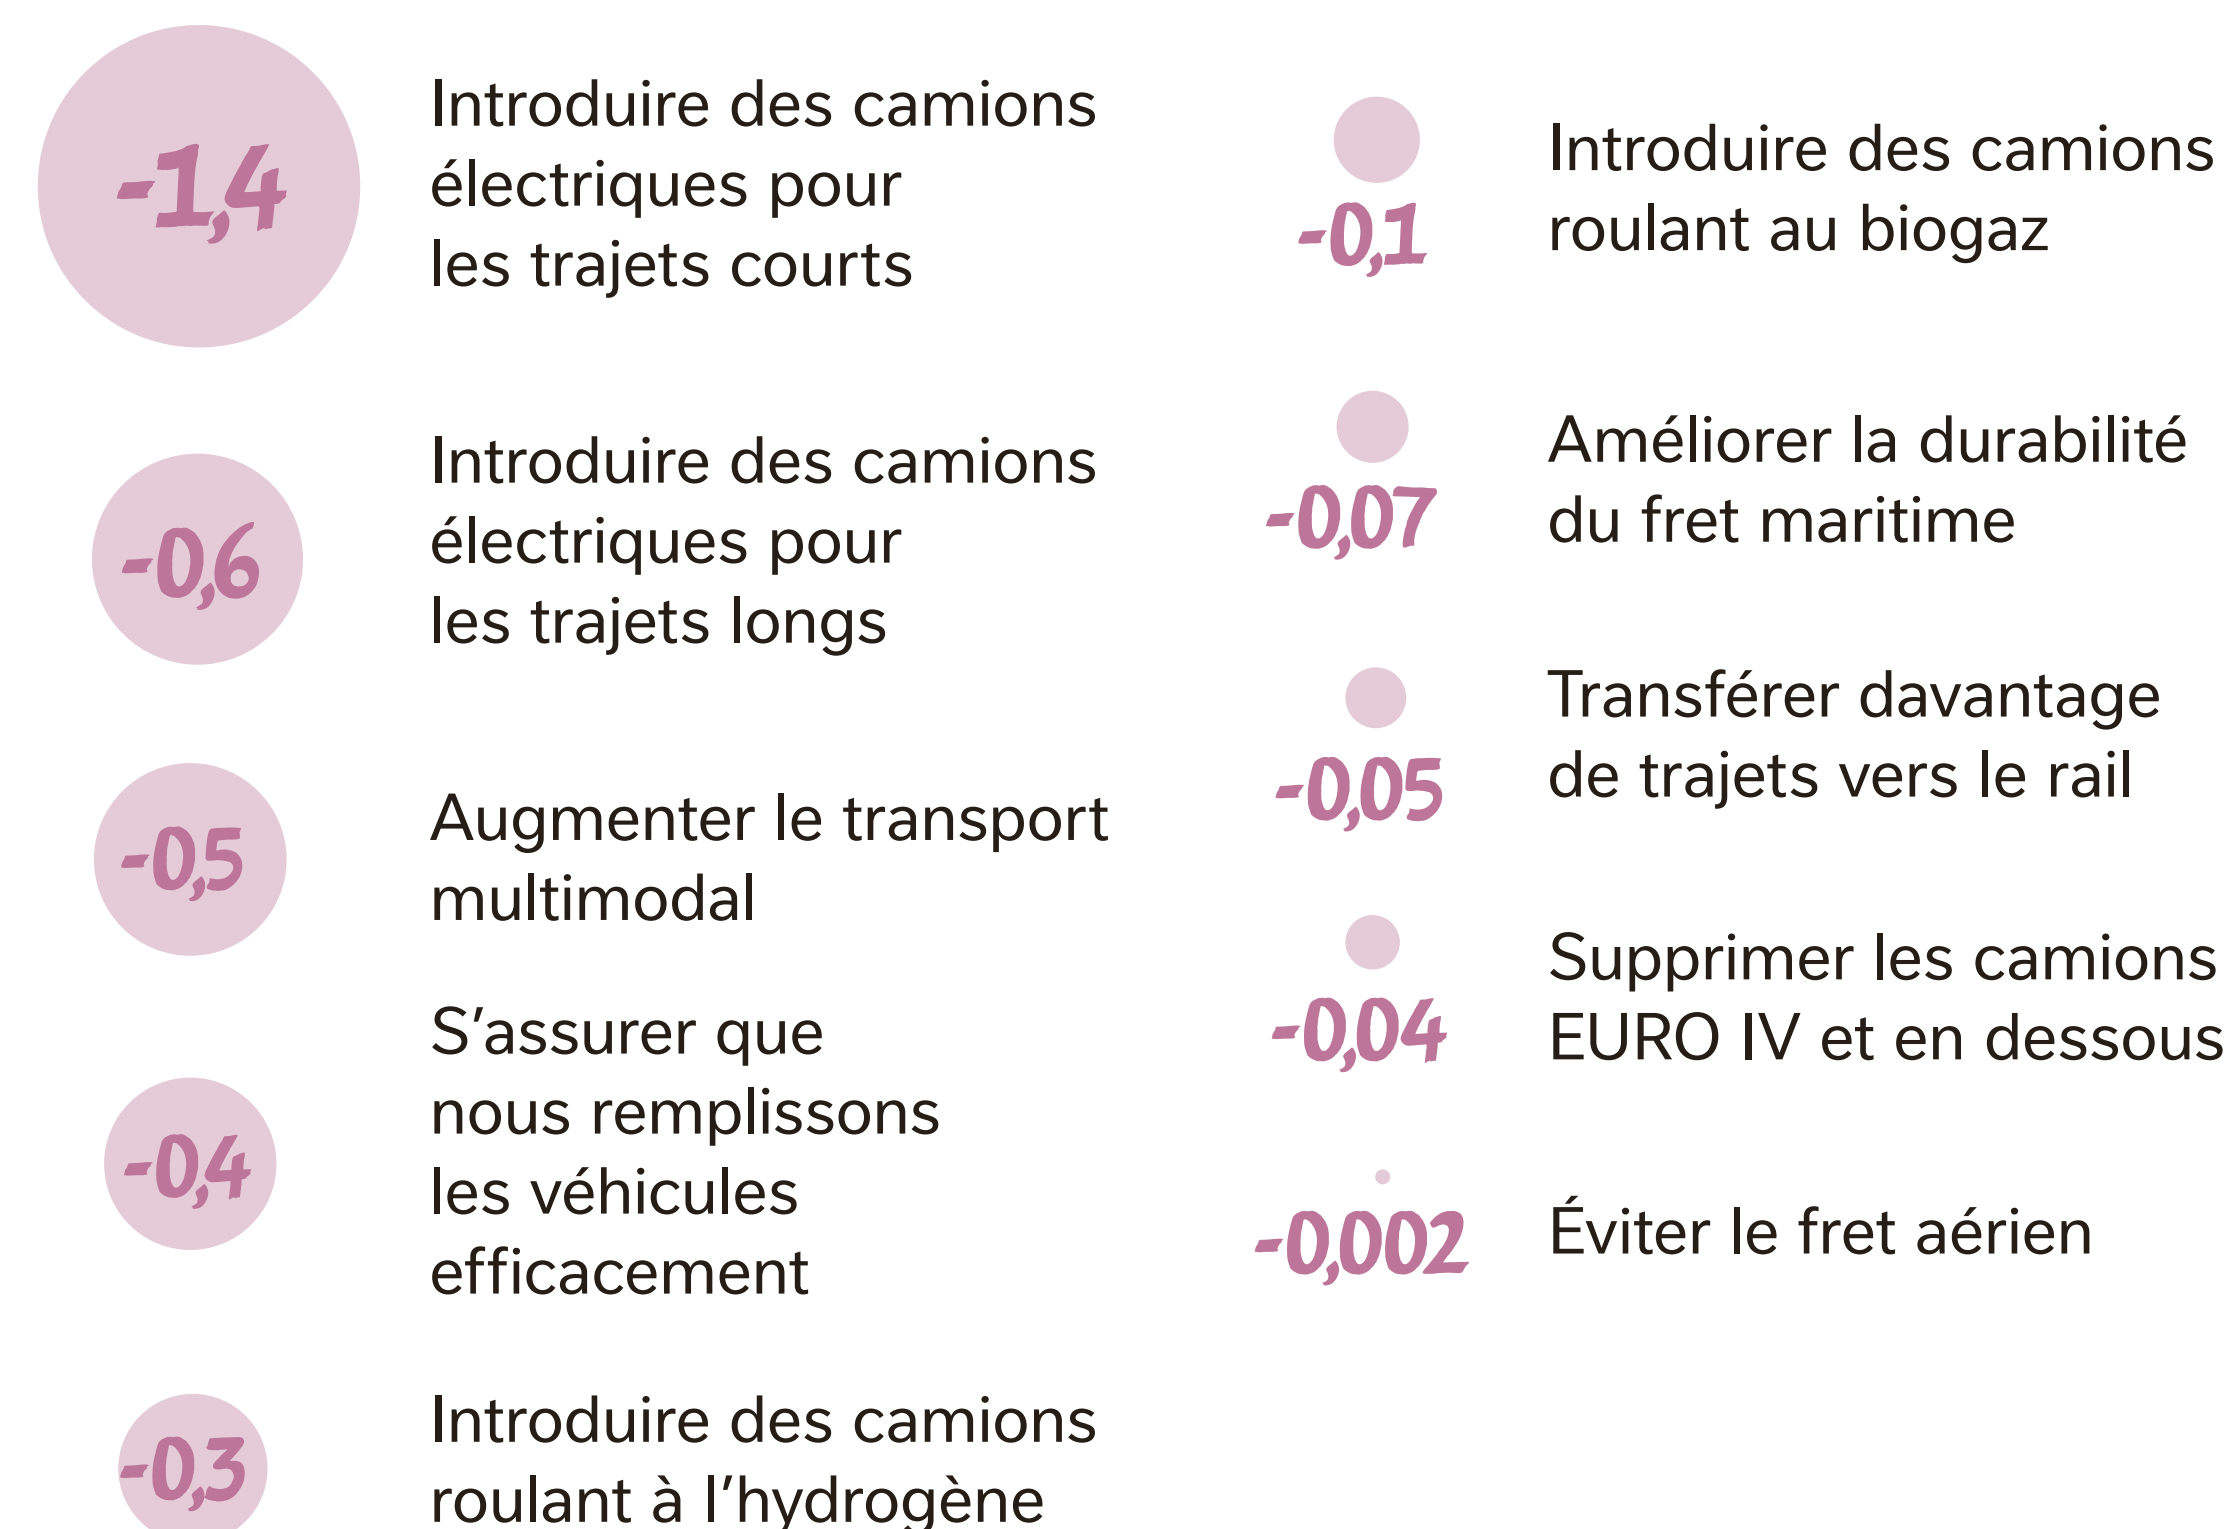 -1,4
Introduire des camions
électriques pour
les trajets courts
-0,6
Introduire des camions
électriques pour
les trajets longs
-0,5
Augmenter le transport
multimodal
-0,4
S’assurer que
nous remplissons
les véhicules
efficacement
-0,3
Introduire des camions
roulant à l’hydrogène
-0,1
Introduire des camions
roulant au biogaz
-0,07
Améliorer la durabilité
du fret maritime
-0,05
Transférer davantage
de trajets vers le rail
-0,04
Supprimer les camions
EURO IV et en dessous
-0,002
Éviter le fret aérien